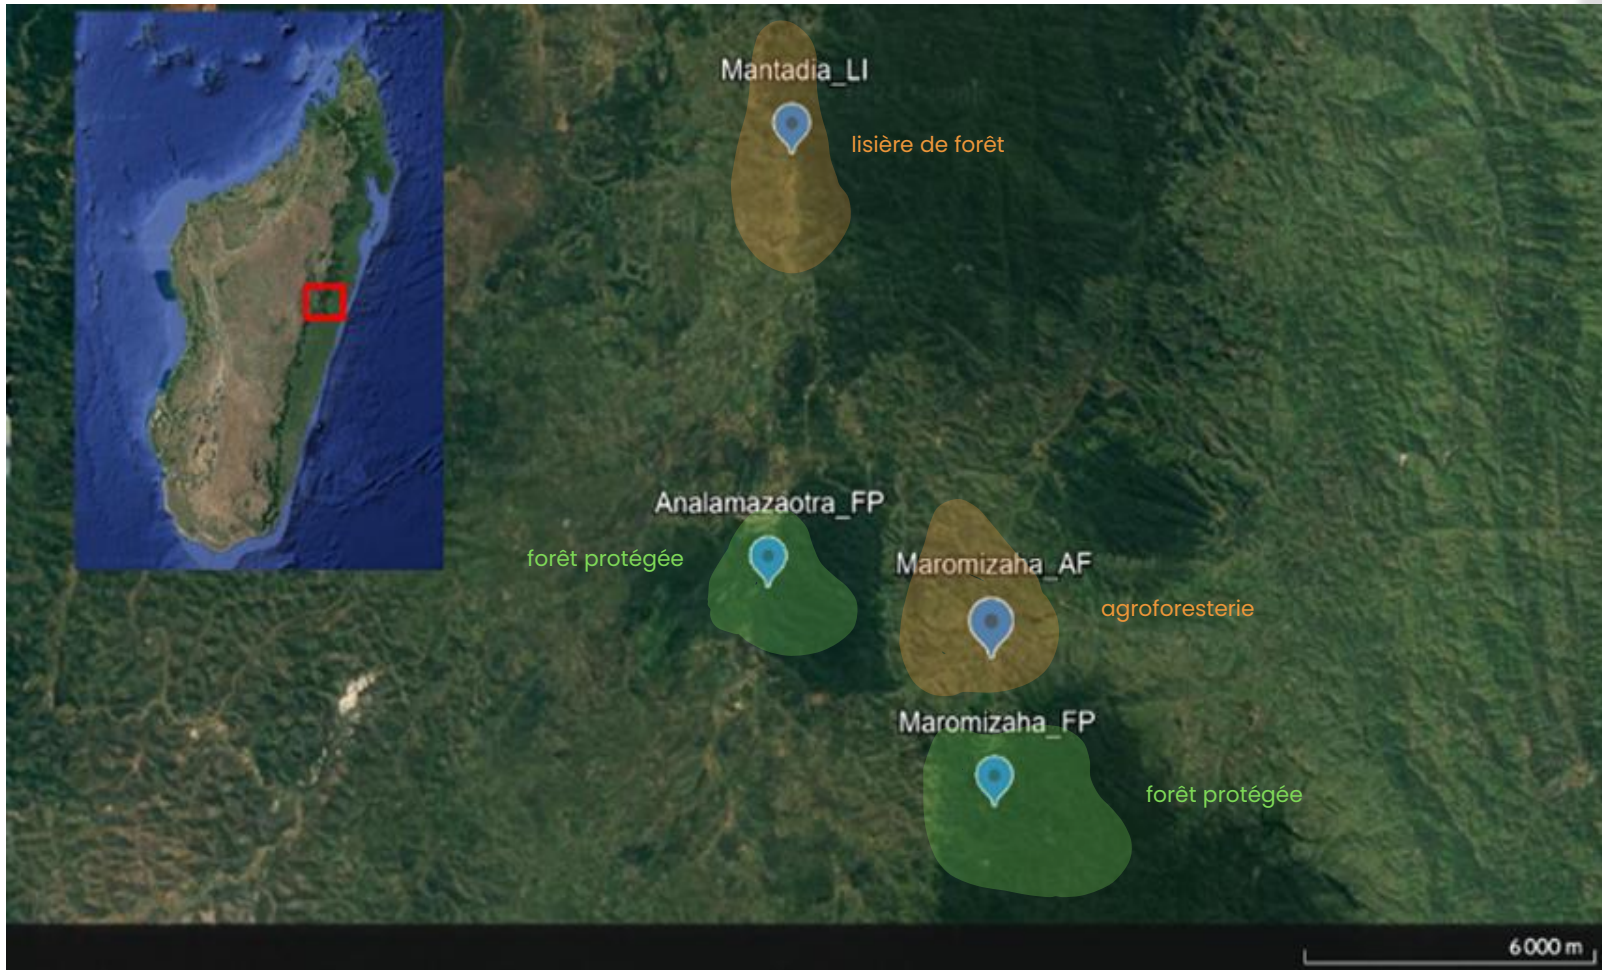 Mantadia_LI
lisière de forêt
Analamazaotra_FP
forêt protégée
Maromizaha_AF
agroforesterie
Maromizaha_FP
forêt protégée
6 000 m